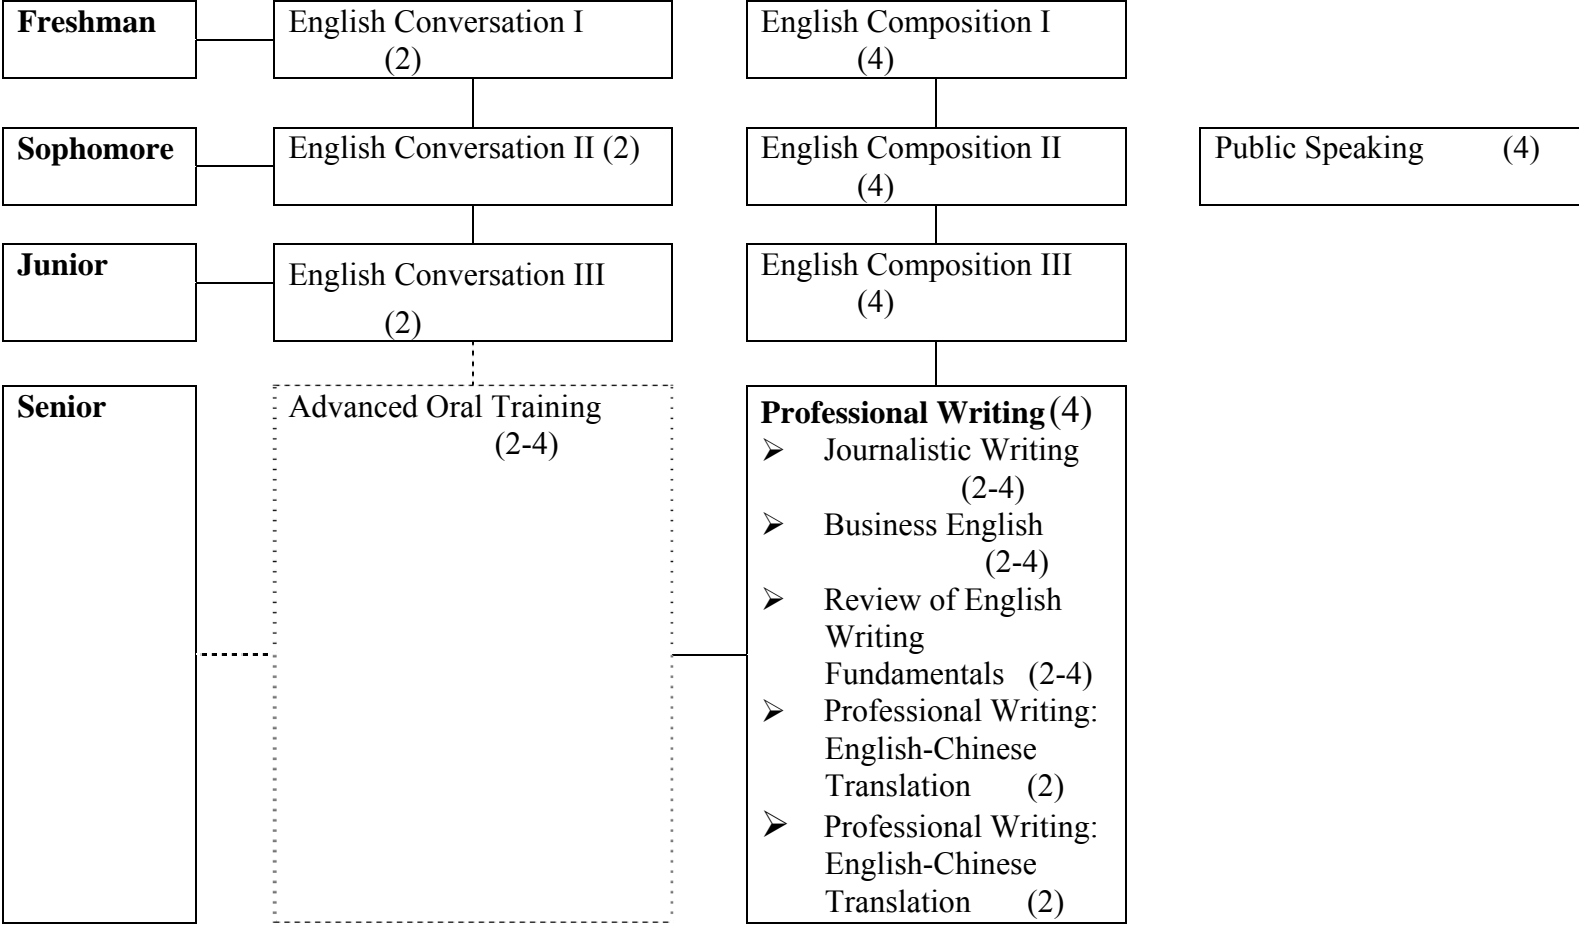 Freshman
English Conversation I
(2)
English Composition I
(4)
Sophomore
English Conversation II (2)
English Composition II
(4)
Public Speaking (4)
Junior
English Conversation III
(2)
English Composition III
(4)
Senior
Advanced Oral Training
(2-4)
Professional Writing (4)
➢ Journalistic Writing
(2-4)
➢ Business English
(2-4)
➢ Review of English
Writing
Fundamentals (2-4)
➢ Professional Writing:
English-Chinese
Translation (2)
➢ Professional Writing:
English-Chinese
Translation (2)